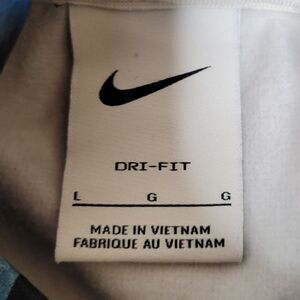 DRI-FIT
L G G
MADE IN VIETNAM
FABRIQUE AU VIETNAM